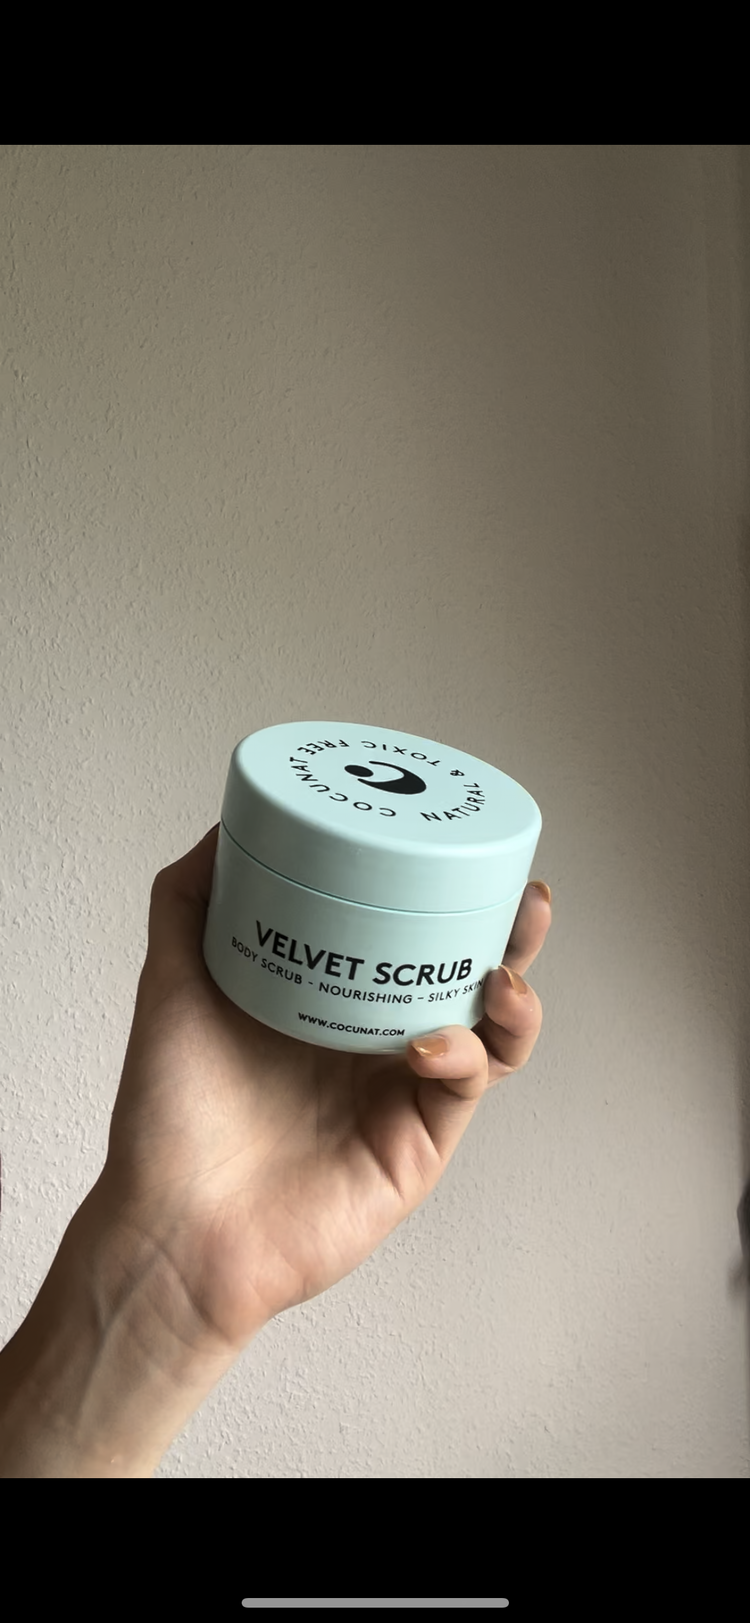 COCUNAT NATURAL & TOXIC FREE
VELVET SCRUB
BODY SCRUB - NOURISHING - SILKY SKIN
WWW.COCUNAT.COM